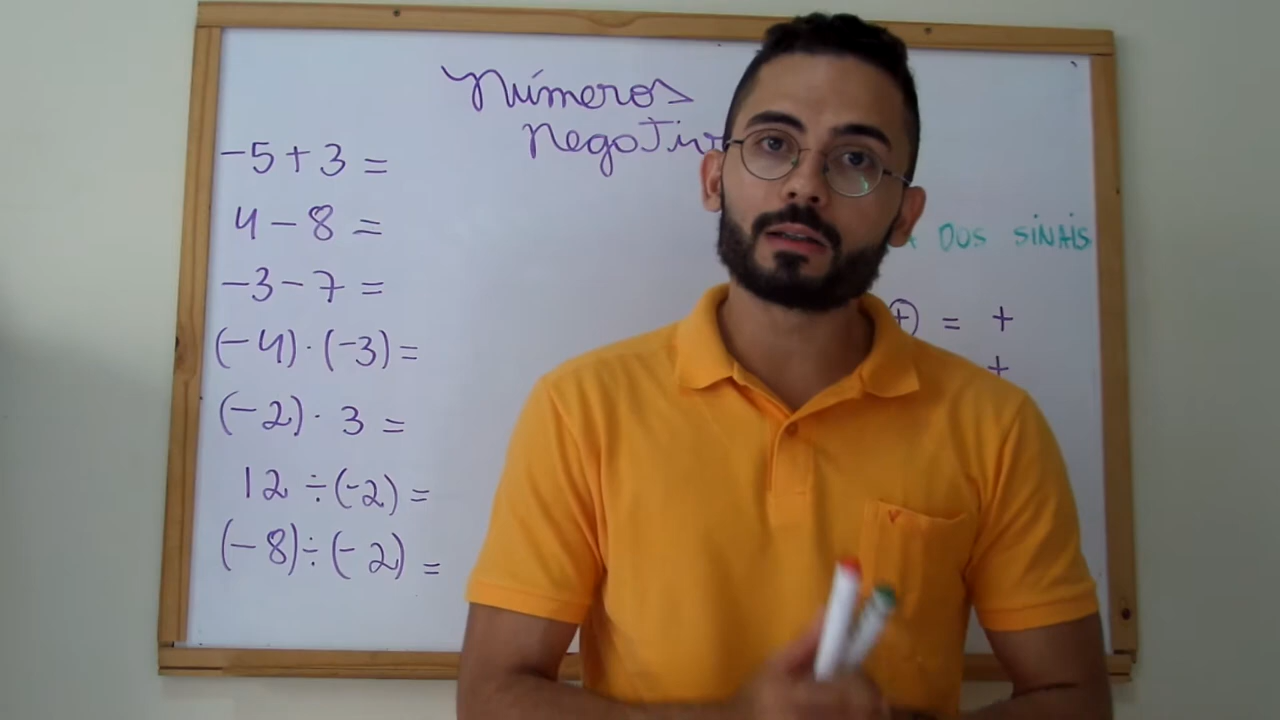 Números
Negativ
-5+3=
4-8=
-3-7=
(-4)·(-3)=
(-2)·3=
12÷(-2)=
(-8)÷(-2)=
DOS SINAIS
(+) = +
+